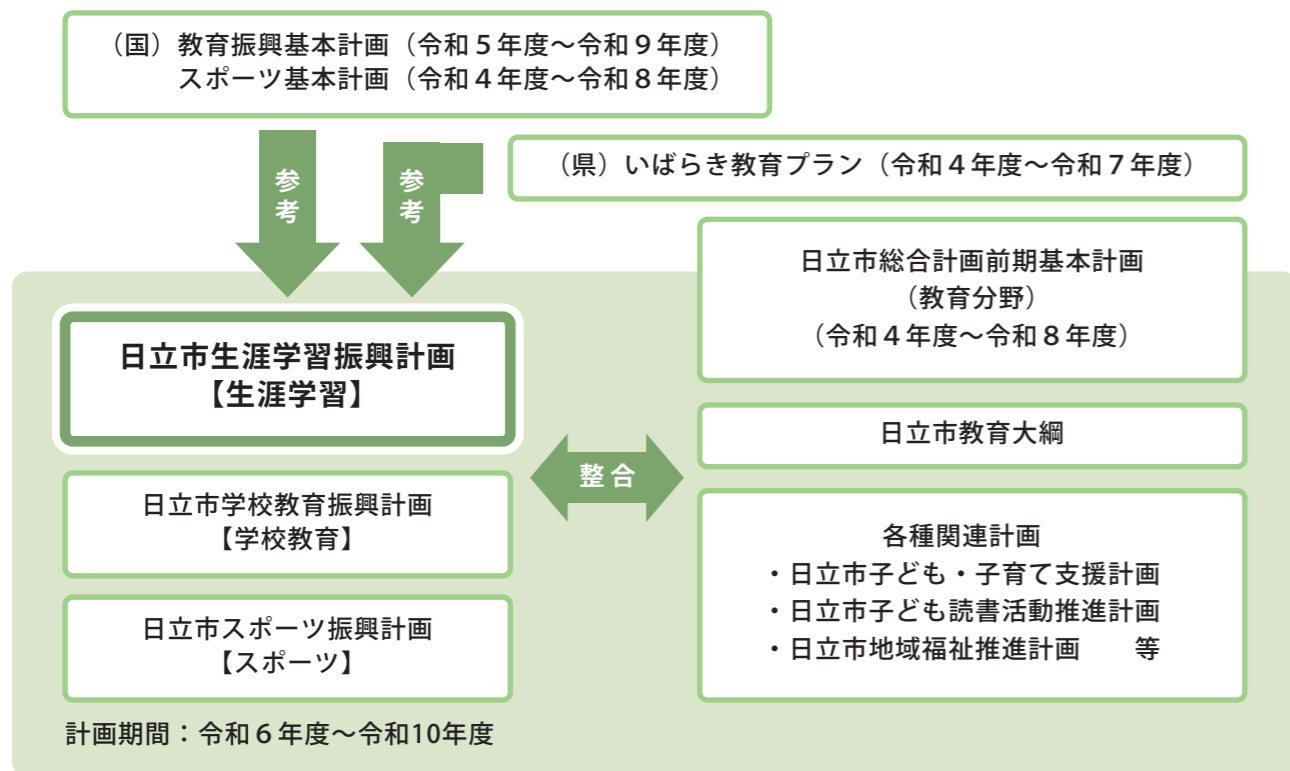 （国）教育振興基本計画（令和５年度～令和９年度）
スポーツ基本計画（令和４年度～令和８年度）
参考
参考
（県）いばらき教育プラン（令和４年度～令和７年度）
日立市総合計画前期基本計画
（教育分野）
（令和４年度～令和８年度）
日立市生涯学習振興計画
【生涯学習】
日立市教育大綱
整合
日立市学校教育振興計画
【学校教育】
各種関連計画
・日立市子ども・子育て支援計画
・日立市子ども読書活動推進計画
・日立市地域福祉推進計画　　等
日立市スポーツ振興計画
【スポーツ】
計画期間：令和６年度～令和10年度